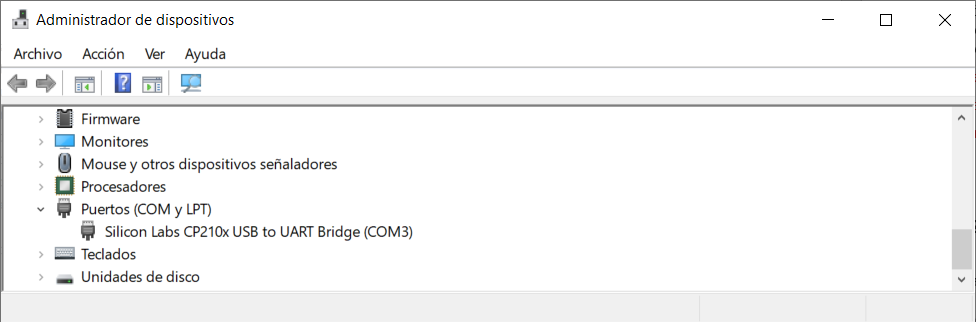 Administrador de dispositivos
Archivo Acción Ver Ayuda
Firmware
Monitores
Mouse y otros dispositivos señaladores
Procesadores
Puertos (COM y LPT)
Silicon Labs CP210x USB to UART Bridge (COM3)
Teclados
Unidades de disco